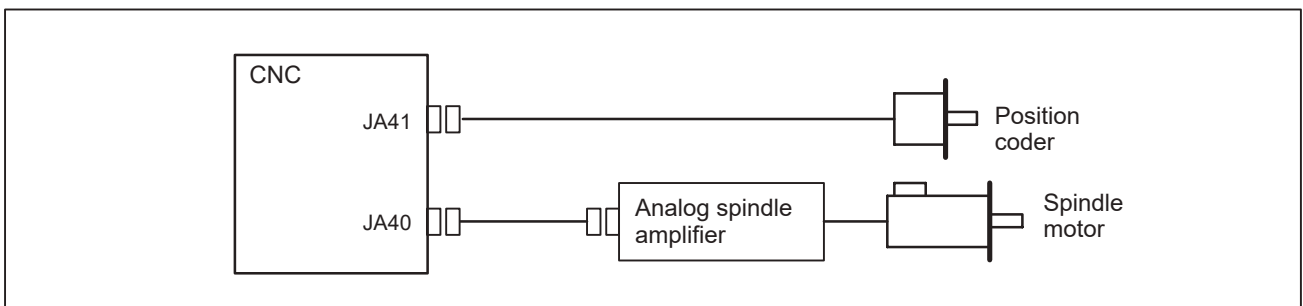 CNC
JA41
Position
coder
JA40
Analog spindle
amplifier
Spindle
motor